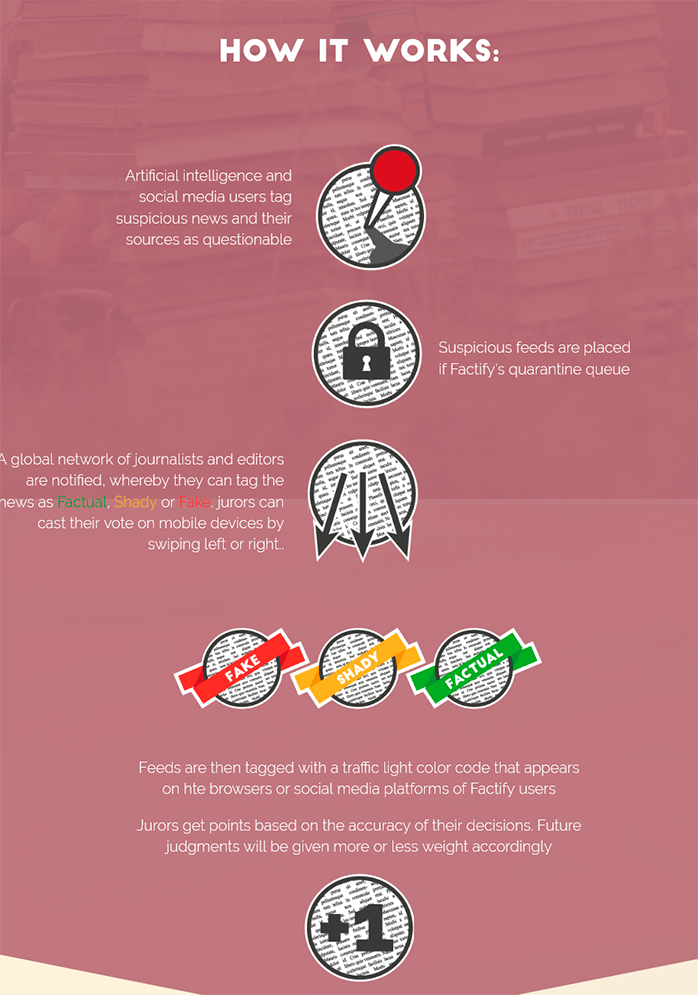 HOW IT WORKS:
Artificial intelligence and
social media users tag
suspicious news and their
sources as questionable
Suspicious feeds are placed
if Factify's quarantine queue
A global network of journalists and editors
are notified, whereby they can tag the
news as Factual, Shady or Fake. jurors can
cast their vote on mobile devices by
swiping left or right..
FAKE
SHADY
FACTUAL
Feeds are then tagged with a traffic light color code that appears
on hte browsers or social media platforms of Factify users
Jurors get points based on the accuracy of their decisions. Future
judgments will be given more or less weight accordingly
+1